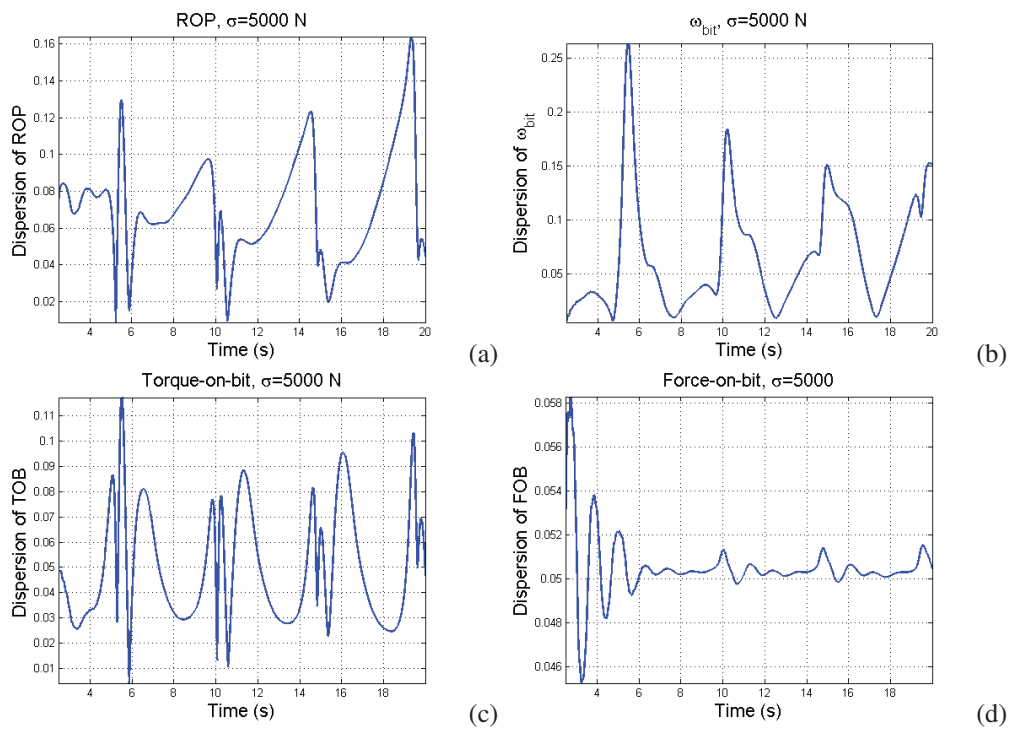 ROP, σ=5000 N
Dispersion of ROP
0.16
0.14
0.12
0.1
0.08
0.06
0.04
0.02
4 6 8 10 12 14 16 18 20
Time (s)
(a)
ω_bit, σ=5000 N
Dispersion of ω_bit
0.25
0.2
0.15
0.1
0.05
4 6 8 10 12 14 16 18 20
Time (s)
(b)
Torque-on-bit, σ=5000 N
Dispersion of TOB
0.11
0.1
0.09
0.08
0.07
0.06
0.05
0.04
0.03
0.02
0.01
4 6 8 10 12 14 16 18 20
Time (s)
(c)
Force-on-bit, σ=5000
Dispersion of FOB
0.058
0.056
0.054
0.052
0.05
0.048
0.046
4 6 8 10 12 14 16 18 20
Time (s)
(d)